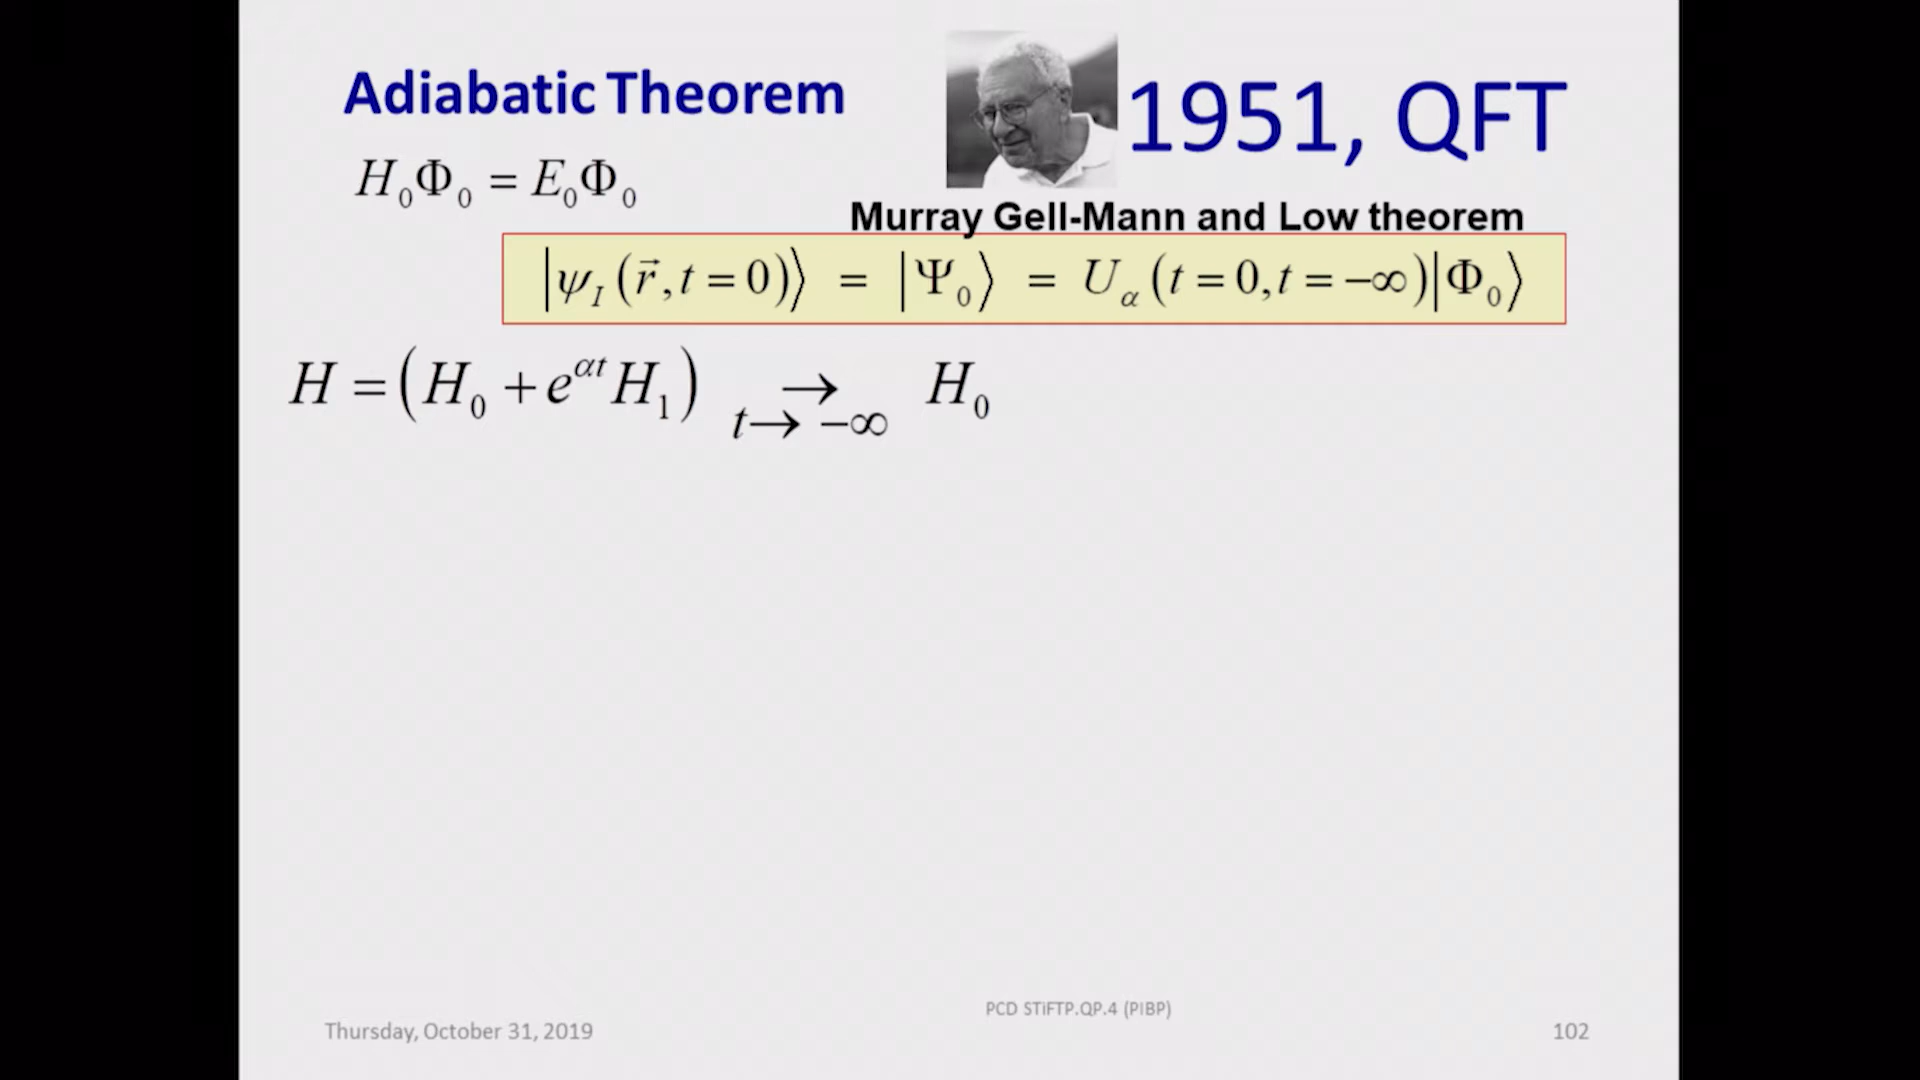 Adiabatic Theorem
1951, QFT
H₀Φ₀ = E₀Φ₀
Murray Gell-Mann and Low theorem
|ψ_I(r⃗, t = 0)⟩ = |Ψ₀⟩ = U_α(t = 0, t = −∞)|Φ₀⟩
H = (H₀ + e^{αt} H₁) → H₀
t→ −∞
PCD STiFTP.QP.4 (PIBP)
Thursday, October 31, 2019
102